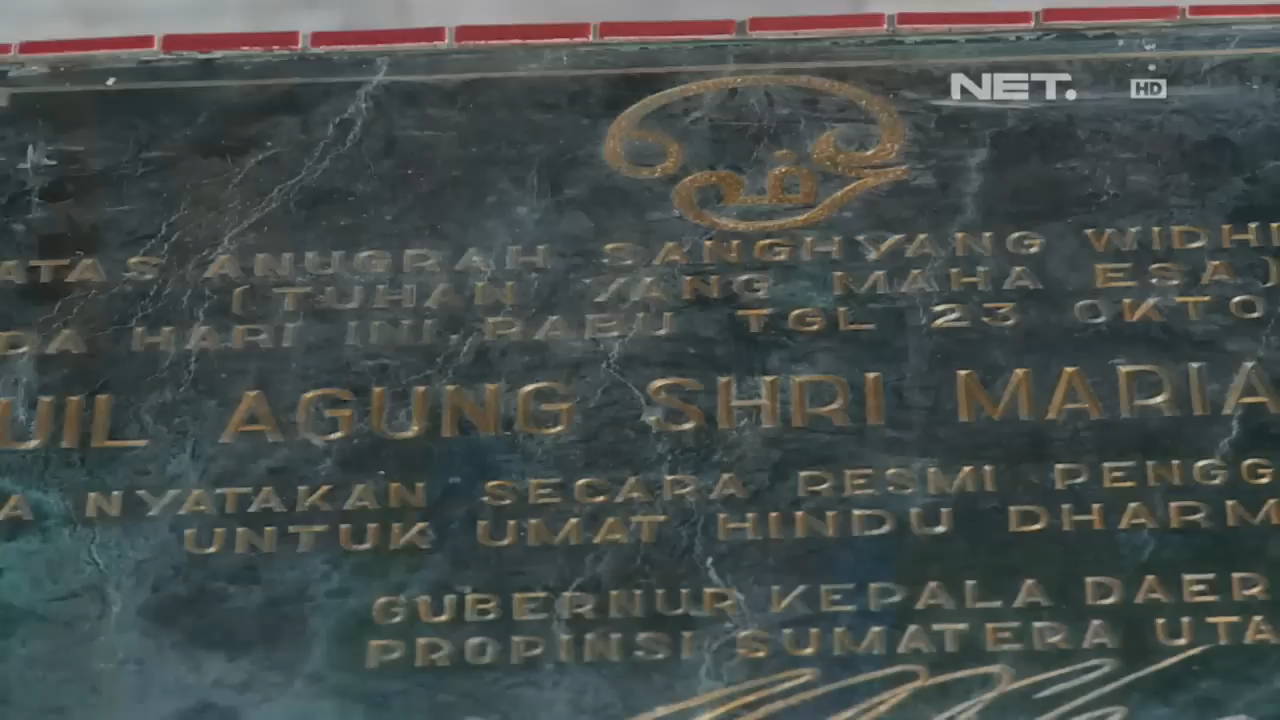 NET. HD
ௐ
ATAS ANUGRAH SANGHYANG WIDHI
(TUHAN YANG MAHA ESA)
DA HARI INI, RABU TGL 23 OKTO
UIL AGUNG SHRI MARIA
A NYATAKAN SECARA RESMI PENGG
UNTUK UMAT HINDU DHARM
GUBERNUR KEPALA DAER
PROPINSI SUMATERA UTA